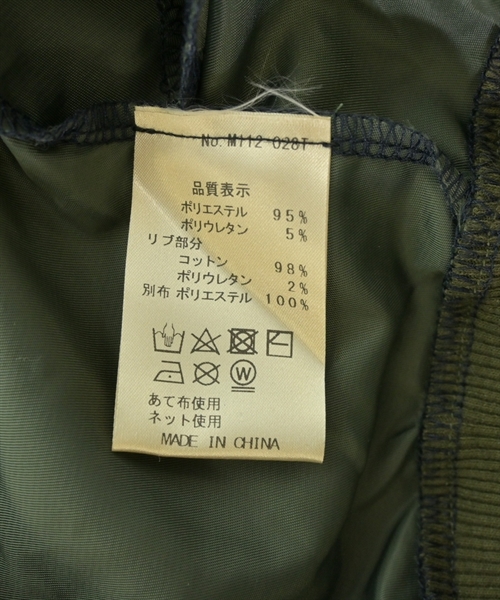 No. M112-028T
品質表示
ポリエステル 95%
ポリウレタン 5%
リブ部分
コットン 98%
ポリウレタン 2%
別布 ポリエステル 100%
W
あて布使用
ネット使用
MADE IN CHINA